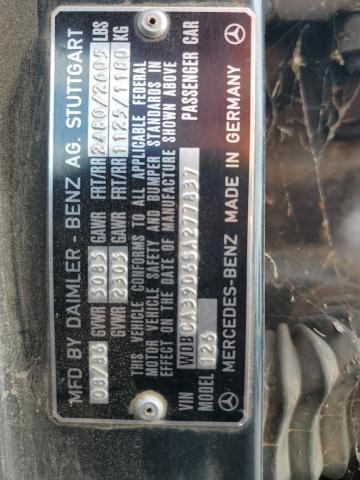 MFD BY DAIMLER - BENZ AG. STUTTGART
08/86 GVWR 5085 GAWR FRT/RR 2480/2605 LBS
GVWR 2305 GAWR FRT/RR 1125/1180 KG
THIS VEHICLE CONFORMS TO ALL APPLICABLE FEDERAL
MOTOR VEHICLE SAFETY AND BUMPER STANDARDS IN
EFFECT ON THE DATE OF MANUFACTURE SHOWN ABOVE
VIN WDBCA39D6GA277837 PASSENGER CAR
MODEL 126
MERCEDES-BENZ MADE IN GERMANY